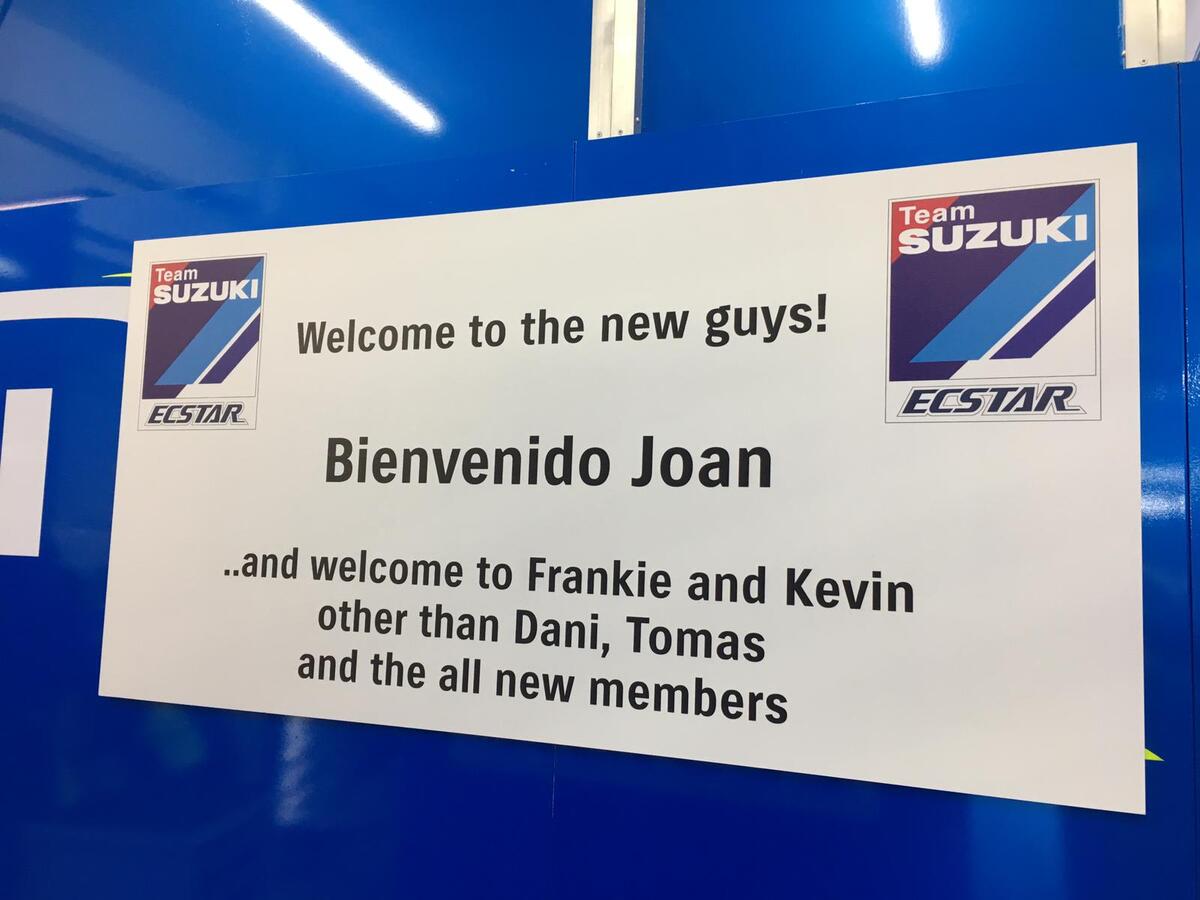 Team
SUZUKI
ECSTAR
Team
SUZUKI
ECSTAR
Welcome to the new guys!
Bienvenido Joan
..and welcome to Frankie and Kevin
other than Dani, Tomas
and the all new members